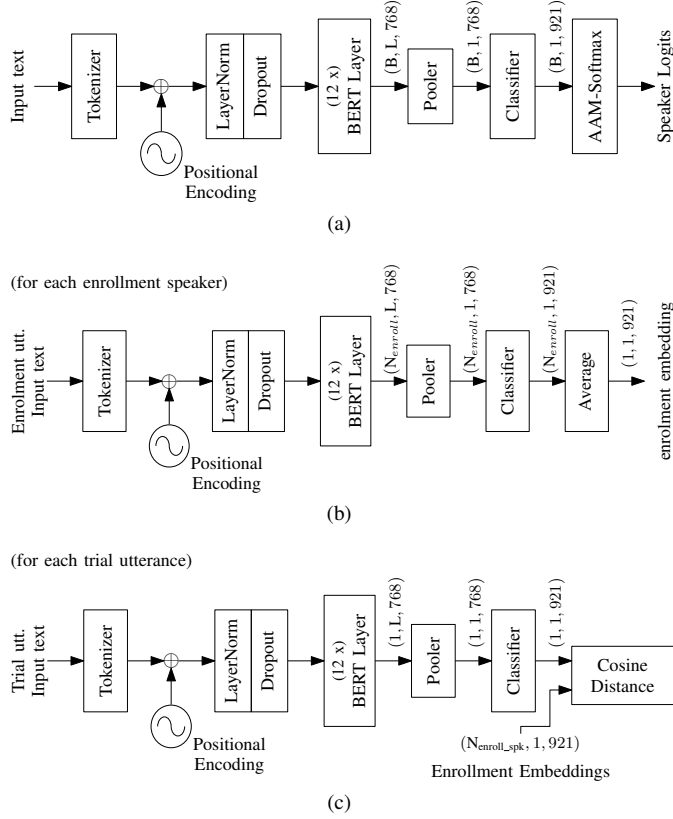 Input text
Tokenizer
Positional
Encoding
LayerNorm
Dropout
(12 x)
BERT Layer
(B, L, 768)
Pooler
(B, 1, 768)
Classifier
(B, 1, 921)
AAM-Softmax
Speaker Logits
(a)
(for each enrollment speaker)
Enrolment utt.
Input text
Tokenizer
Positional
Encoding
LayerNorm
Dropout
(12 x)
BERT Layer
(N_enroll, L, 768)
Pooler
(N_enroll, 1, 768)
Classifier
(N_enroll, 1, 921)
Average
(1, 1, 921)
enrolment embedding
(b)
(for each trial utterance)
Trial utt.
Input text
Tokenizer
Positional
Encoding
LayerNorm
Dropout
(12 x)
BERT Layer
(1, L, 768)
Pooler
(1, 1, 768)
Classifier
(1, 1, 921)
Cosine
Distance
(N_enroll_spk, 1, 921)
Enrollment Embeddings
(c)